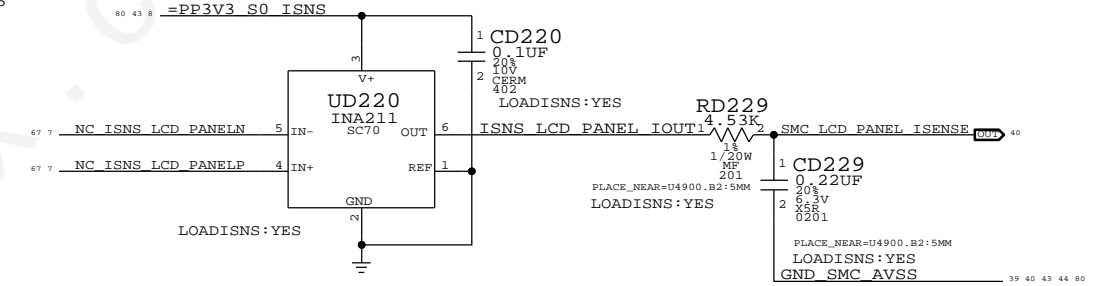 80 43 8 =PP3V3_S0_ISNS
1 CD220
0.1UF
20%
10V
2 CERM
402
LOADISNS:YES
3
V+
UD220
INA211
SC70
67 7 NC_ISNS_LCD_PANELN 5 IN-
OUT 6 ISNS_LCD_PANEL_IOUT
67 7 NC_ISNS_LCD_PANELP 4 IN+
REF 1
GND
2
LOADISNS:YES
RD229
4.53K
1 2
1%
1/20W
MF
201
PLACE_NEAR=U4900.B2:5MM
LOADISNS:YES
SMC_LCD_PANEL_ISENSE OUT 40
1 CD229
0.22UF
20%
6.3V
2 X5R
0201
PLACE_NEAR=U4900.B2:5MM
LOADISNS:YES
GND_SMC_AVSS 39 40 43 44 80